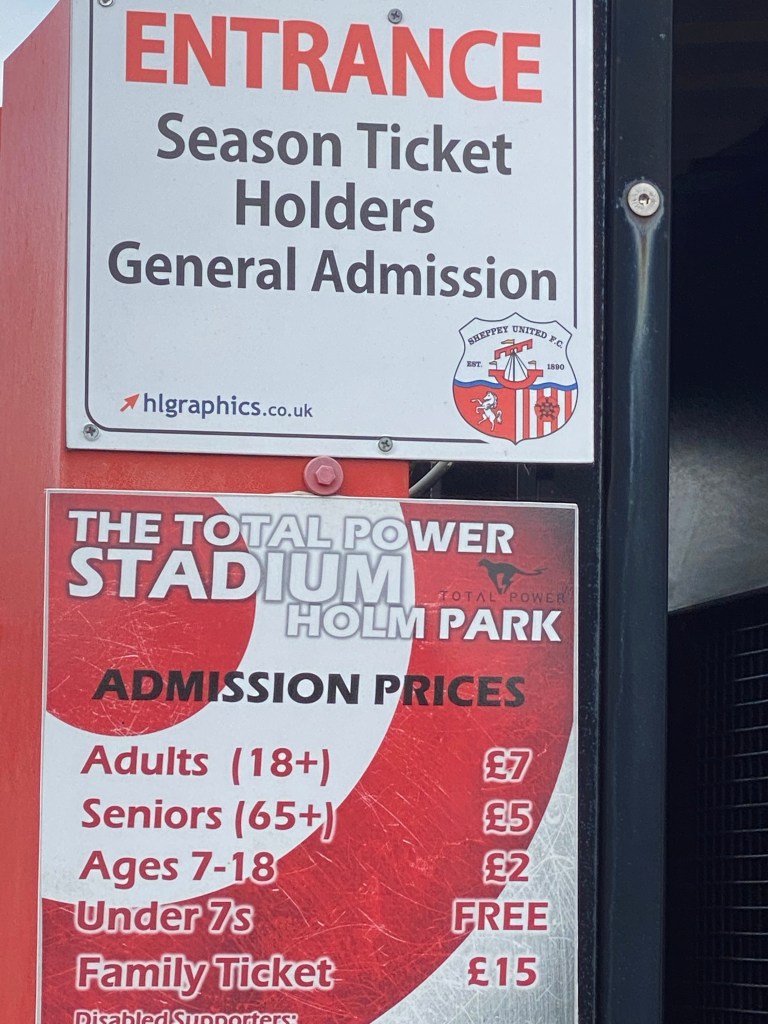 ENTRANCE
Season Ticket
Holders
General Admission
SHEPPEY UNITED F.C.
EST. 1890
hlgraphics.co.uk
THE TOTAL POWER
STADIUM
TOTAL POWER
HOLM PARK
ADMISSION PRICES
Adults (18+) £7
Seniors (65+) £5
Ages 7-18 £2
Under 7s FREE
Family Ticket £15
Disabled Supporters: